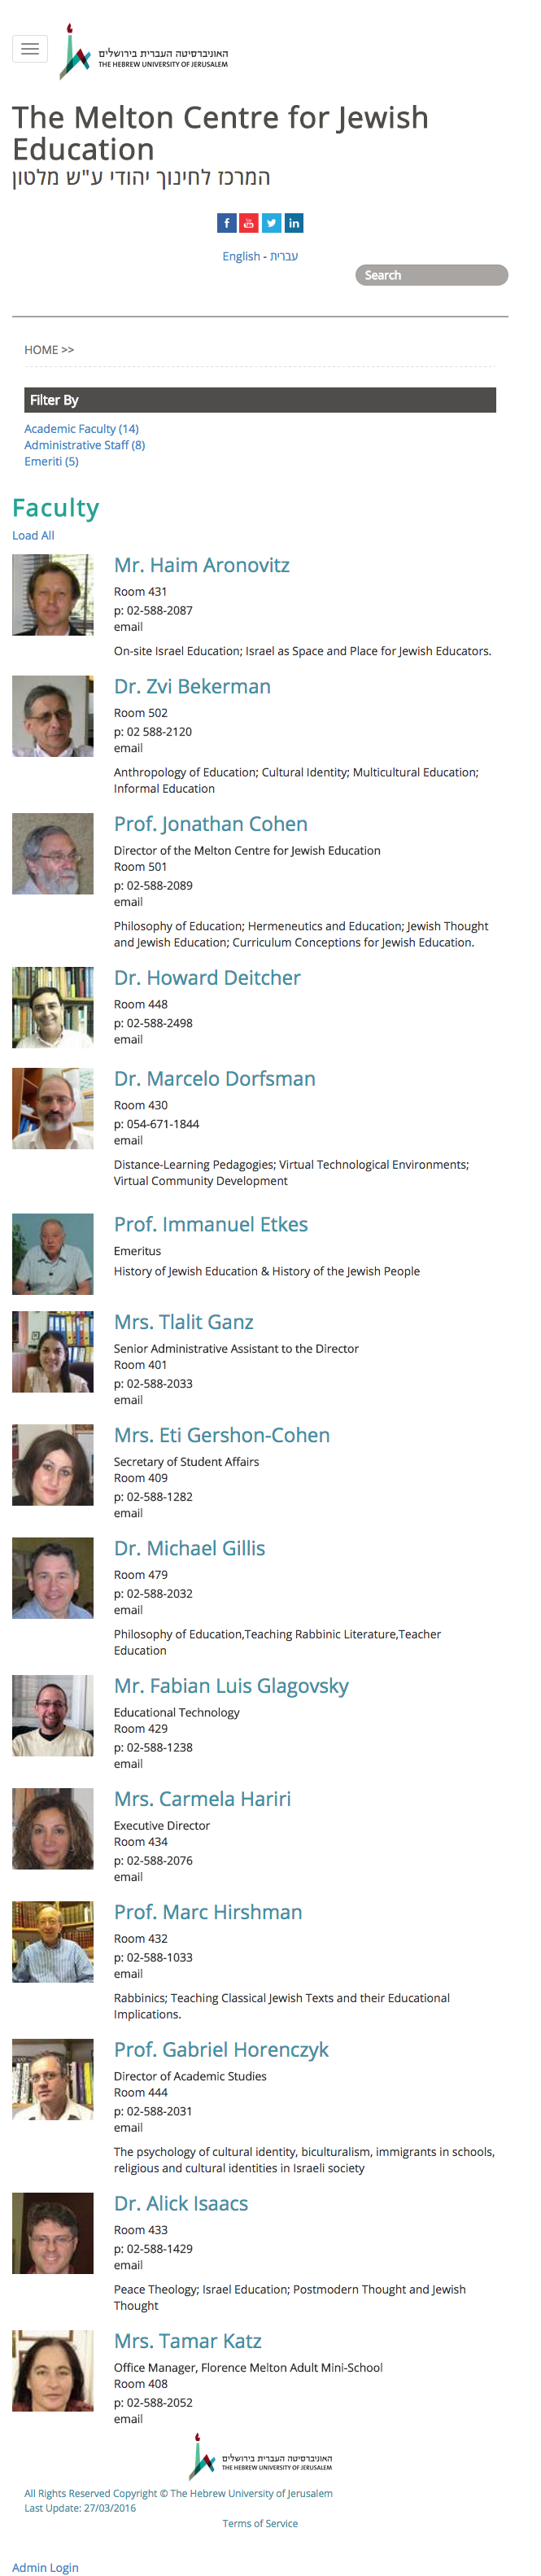 האוניברסיטה העברית בירושלים
THE HEBREW UNIVERSITY OF JERUSALEM
The Melton Centre for Jewish
Education
המרכז לחינוך יהודי ע"ש מלטון
English - עברית
Search
HOME >>
Filter By
Academic Faculty (14)
Administrative Staff (8)
Emeriti (5)
Faculty
Load All
Mr. Haim Aronovitz
Room 431
p: 02-588-2087
email
On-site Israel Education; Israel as Space and Place for Jewish Educators.
Dr. Zvi Bekerman
Room 502
p: 02 588-2120
email
Anthropology of Education; Cultural Identity; Multicultural Education;
Informal Education
Prof. Jonathan Cohen
Director of the Melton Centre for Jewish Education
Room 501
p: 02-588-2089
email
Philosophy of Education; Hermeneutics and Education; Jewish Thought
and Jewish Education; Curriculum Conceptions for Jewish Education.
Dr. Howard Deitcher
Room 448
p: 02-588-2498
email
Dr. Marcelo Dorfsman
Room 430
p: 054-671-1844
email
Distance-Learning Pedagogies; Virtual Technological Environments;
Virtual Community Development
Prof. Immanuel Etkes
Emeritus
History of Jewish Education & History of the Jewish People
Mrs. Tlalit Ganz
Senior Administrative Assistant to the Director
Room 401
p: 02-588-2033
email
Mrs. Eti Gershon-Cohen
Secretary of Student Affairs
Room 409
p: 02-588-1282
email
Dr. Michael Gillis
Room 479
p: 02-588-2032
email
Philosophy of Education,Teaching Rabbinic Literature,Teacher
Education
Mr. Fabian Luis Glagovsky
Educational Technology
Room 429
p: 02-588-1238
email
Mrs. Carmela Hariri
Executive Director
Room 434
p: 02-588-2076
email
Prof. Marc Hirshman
Room 432
p: 02-588-1033
email
Rabbinics; Teaching Classical Jewish Texts and their Educational
Implications.
Prof. Gabriel Horenczyk
Director of Academic Studies
Room 444
p: 02-588-2031
email
The psychology of cultural identity, biculturalism, immigrants in schools,
religious and cultural identities in Israeli society
Dr. Alick Isaacs
Room 433
p: 02-588-1429
email
Peace Theology; Israel Education; Postmodern Thought and Jewish
Thought
Mrs. Tamar Katz
Office Manager, Florence Melton Adult Mini-School
Room 408
p: 02-588-2052
email
האוניברסיטה העברית בירושלים
THE HEBREW UNIVERSITY OF JERUSALEM
All Rights Reserved Copyright © The Hebrew University of Jerusalem
Last Update: 27/03/2016
Terms of Service
Admin Login